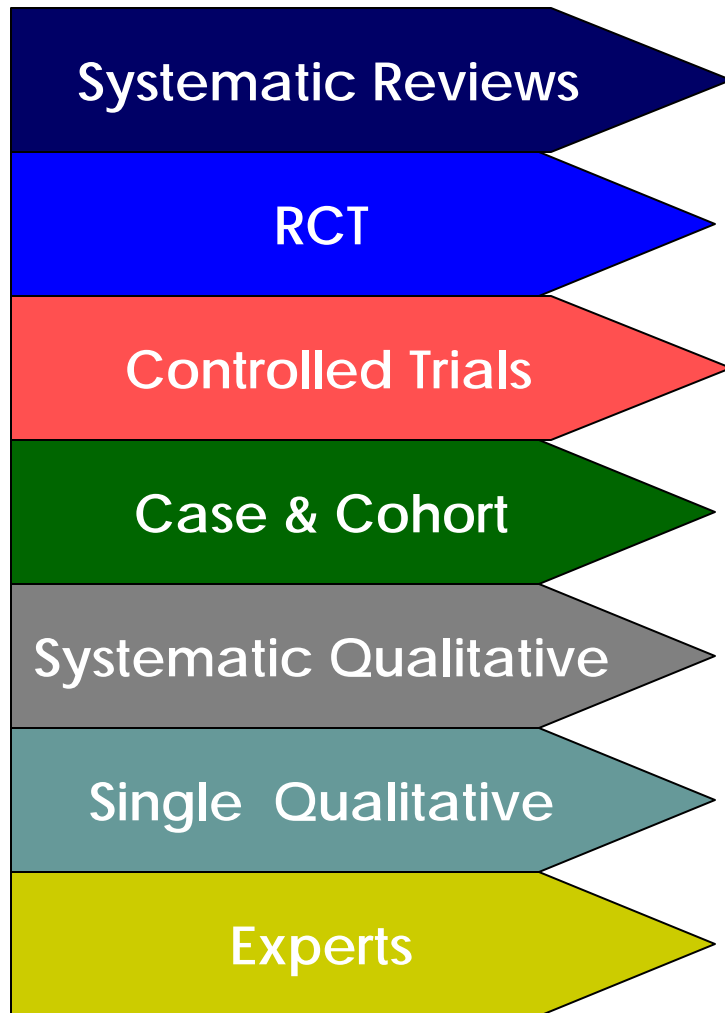 Systematic Reviews
RCT
Controlled Trials
Case & Cohort
Systematic Qualitative
Single Qualitative
Experts